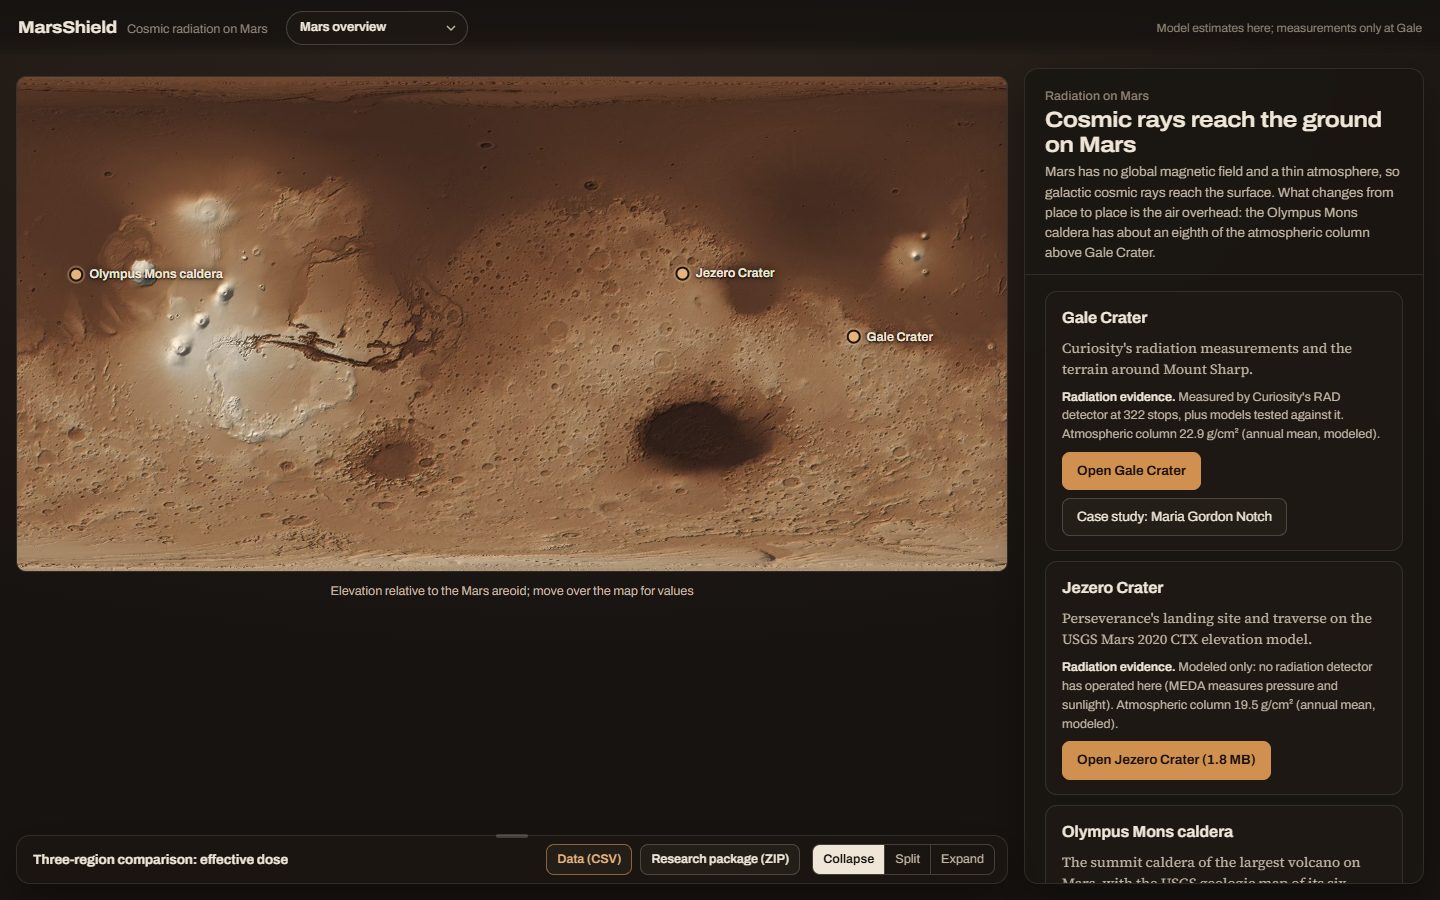 MarsShield Cosmic radiation on Mars Mars overview Model estimates here; measurements only at Gale
Olympus Mons caldera
Jezero Crater
Gale Crater
Elevation relative to the Mars areoid; move over the map for values
Three-region comparison: effective dose Data (CSV) Research package (ZIP) Collapse Split Expand
Radiation on Mars
Cosmic rays reach the ground
on Mars
Mars has no global magnetic field and a thin atmosphere, so
galactic cosmic rays reach the surface. What changes from
place to place is the air overhead: the Olympus Mons
caldera has about an eighth of the atmospheric column
above Gale Crater.
Gale Crater
Curiosity's radiation measurements and the
terrain around Mount Sharp.
Radiation evidence. Measured by Curiosity's RAD
detector at 322 stops, plus models tested against it.
Atmospheric column 22.9 g/cm² (annual mean, modeled).
Open Gale Crater
Case study: Maria Gordon Notch
Jezero Crater
Perseverance's landing site and traverse on the
USGS Mars 2020 CTX elevation model.
Radiation evidence. Modeled only: no radiation detector
has operated here (MEDA measures pressure and
sunlight). Atmospheric column 19.5 g/cm² (annual mean,
modeled).
Open Jezero Crater (1.8 MB)
Olympus Mons caldera
The summit caldera of the largest volcano on
Mars, with the USGS geologic map of its six